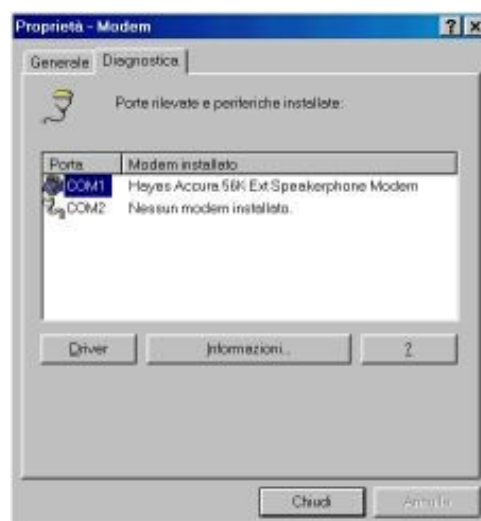 Proprietà - Modem
Generale Diagnostica
Porte rilevate e periferiche installate:
Porta Modem installato
COM1 Hayes Accura 56K Ext Speakerphone Modem
COM2 Nessun modem installato.
Driver Informazioni... ?
Chiudi Annulla